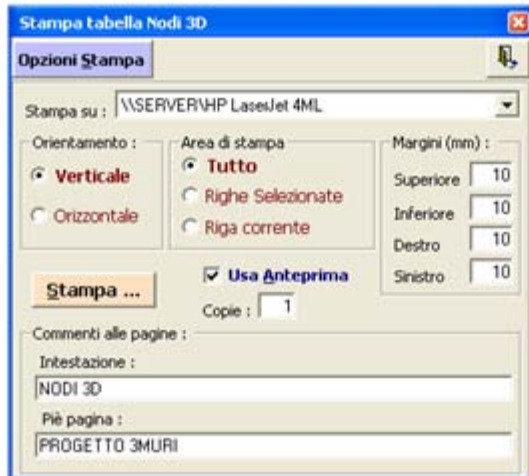 Stampa tabella Nodi 3D
Opzioni Stampa
Stampa su : \\SERVER\HP LaserJet 4ML
Orientamento :
Verticale
Orizzontale
Area di stampa
Tutto
Righe Selezionate
Riga corrente
Margini (mm) :
Superiore 10
Inferiore 10
Destro 10
Sinistro 10
Stampa ...
Usa Anteprima
Copie : 1
Commenti alle pagine :
Intestazione :
NODI 3D
Piè pagina :
PROGETTO 3MURI